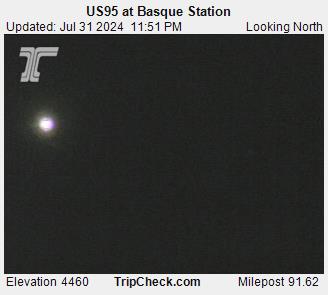 US95 at Basque Station
Updated: Jul 31 2024 11:51 PM Looking North
Elevation 4460 TripCheck.com Milepost 91.62